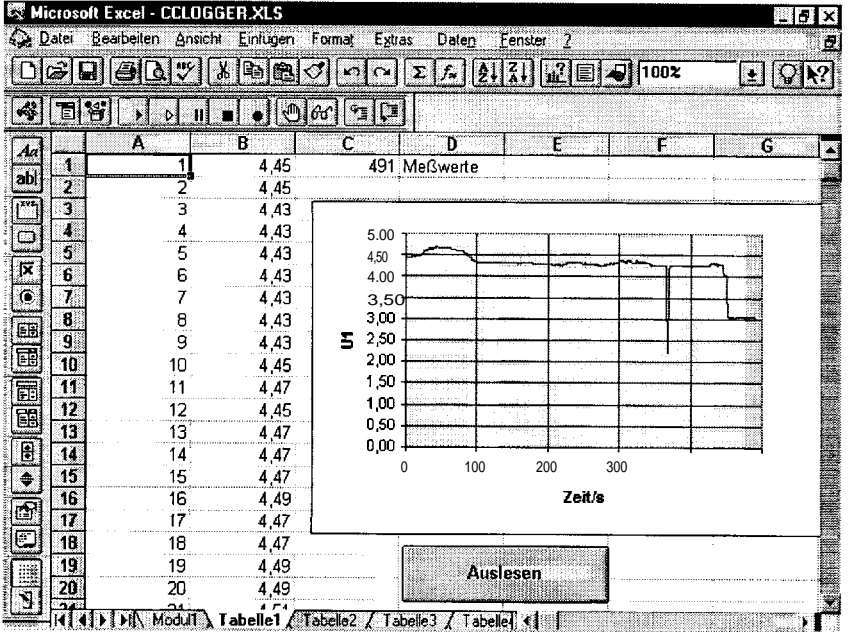 Microsoft Excel - CCLOGGER.XLS
Datei Bearbeiten Ansicht Einfügen Format Extras Daten Fenster ?
100%
A B C D E F G
1 1 4,45 491 Meßwerte
2 2 4,45
3 3 4,43
4 4 4,43
5 5 4,43
6 6 4,43
7 7 4,43
8 8 4,43
9 9 4,43
10 10 4,45
11 11 4,47
12 12 4,45
13 13 4,47
14 14 4,47
15 15 4,47
16 16 4,49
17 17 4,47
18 18 4,47
19 19 4,49
20 20 4,49
5.00
4,50
4.00
3,50
3,00
2,50
2,00
1,50
1,00
0,50
0,00
U1
0 100 200 300
Zeit/s
Auslesen
Modul1 Tabelle1 Tabelle2 Tabelle3